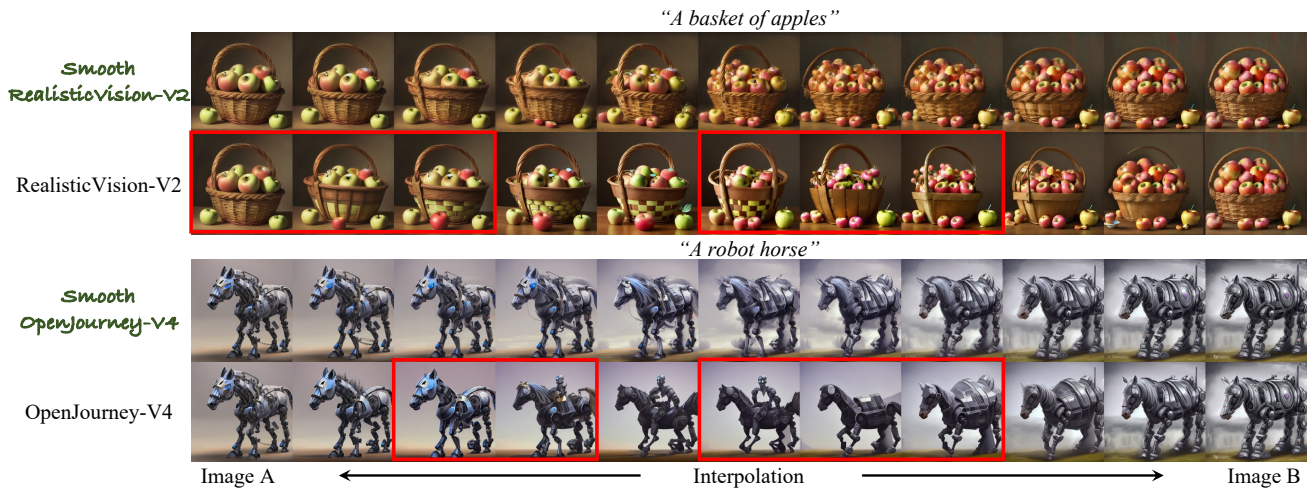 “A basket of apples”
Smooth
RealisticVision-V2
RealisticVision-V2
“A robot horse”
Smooth
OpenJourney-V4
OpenJourney-V4
Image A
Interpolation
Image B